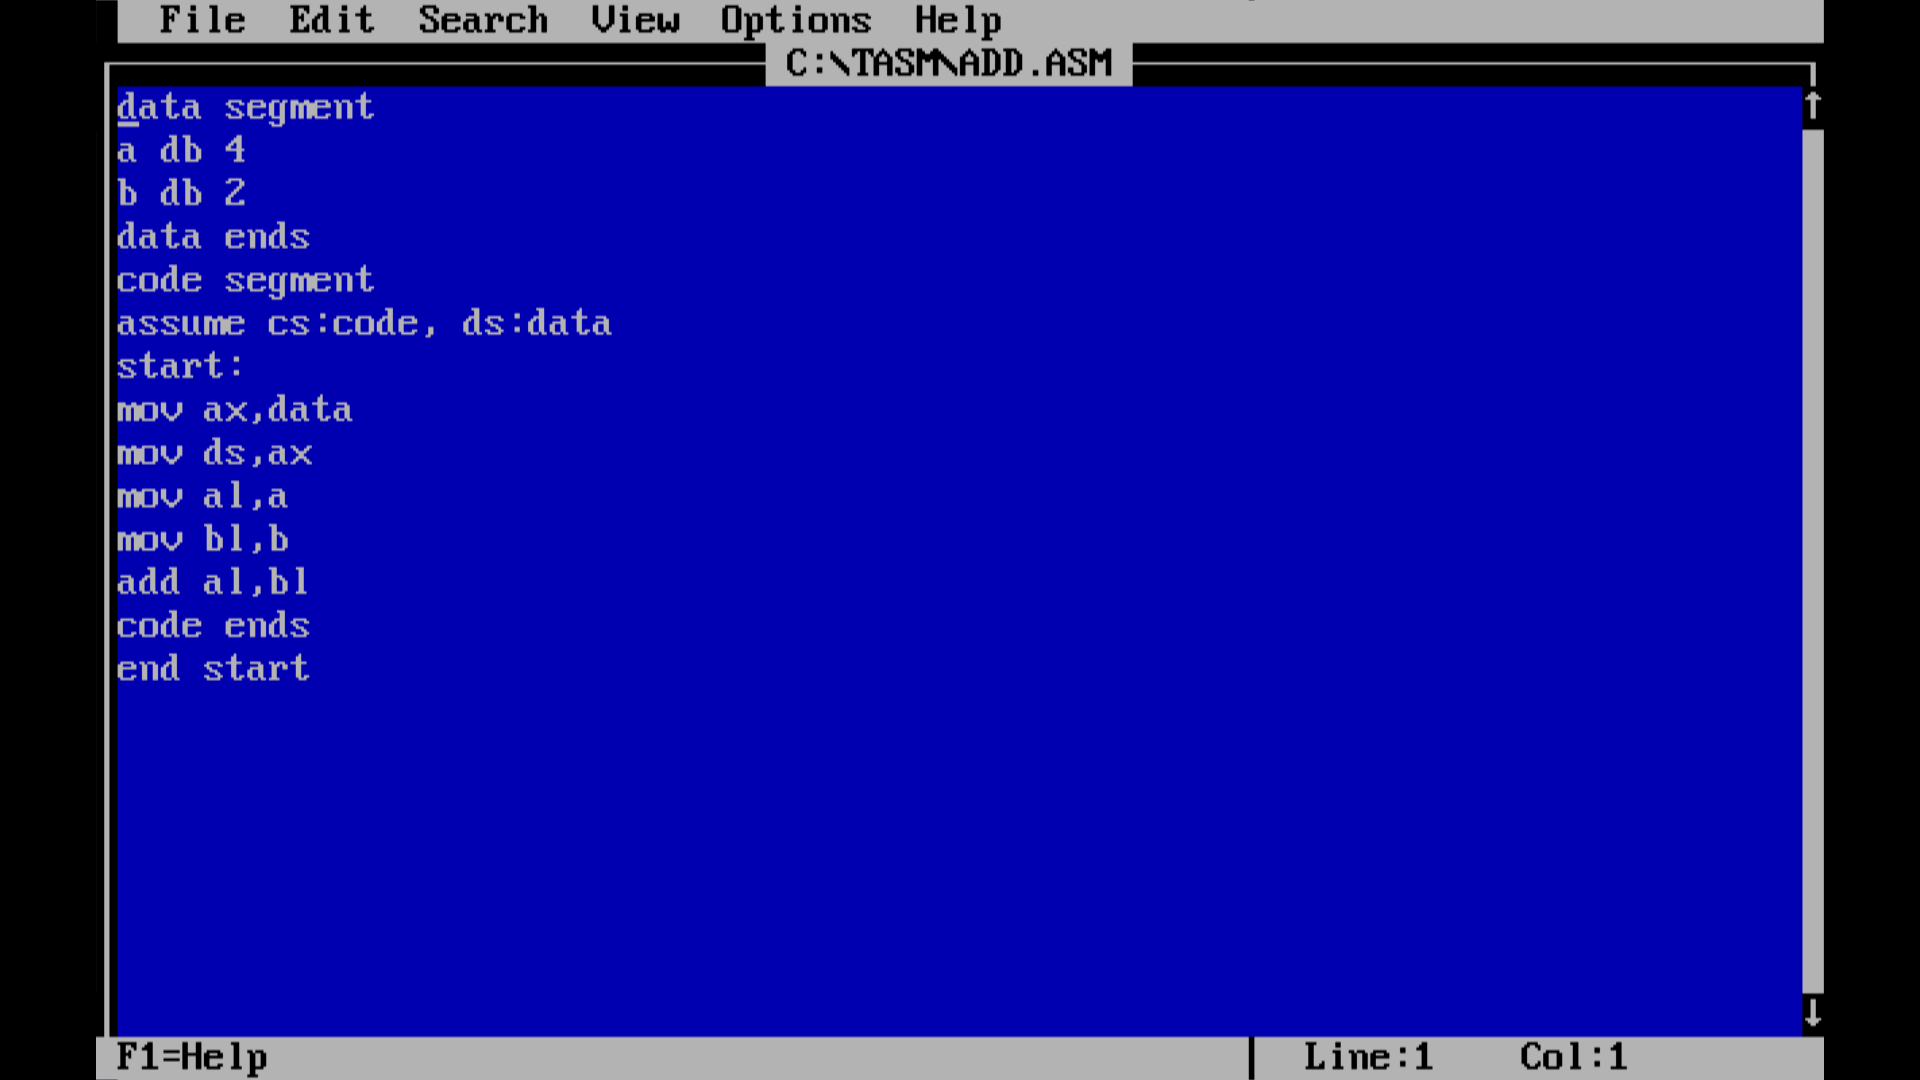 File Edit Search View Options Help
C:\TASM\ADD.ASM
data segment
a db 4
b db 2
data ends
code segment
assume cs:code, ds:data
start:
mov ax,data
mov ds,ax
mov al,a
mov bl,b
add al,bl
code ends
end start
F1=Help Line:1 Col:1